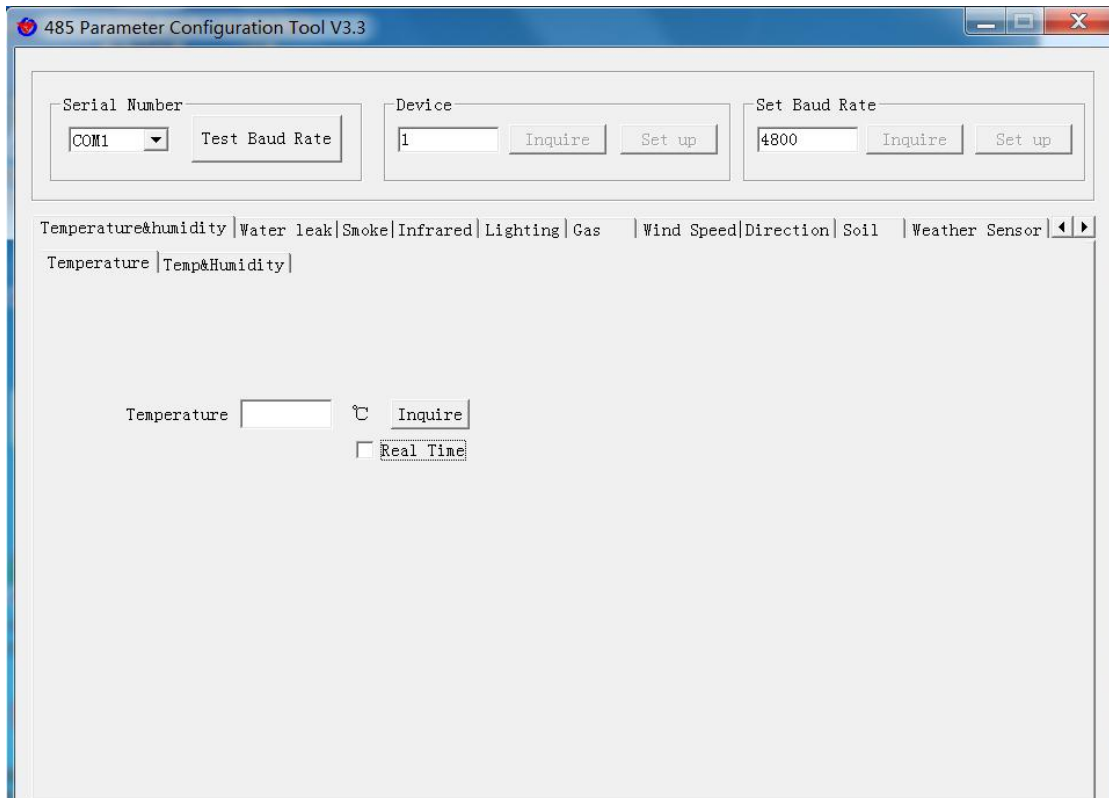 485 Parameter Configuration Tool V3.3
Serial Number
COM1
Test Baud Rate
Device
1
Inquire
Set up
Set Baud Rate
4800
Inquire
Set up
Temperature&humidity Water leak Smoke Infrared Lighting Gas Wind Speed Direction Soil Weather Sensor
Temperature Temp&Humidity
Temperature ℃ Inquire
Real Time